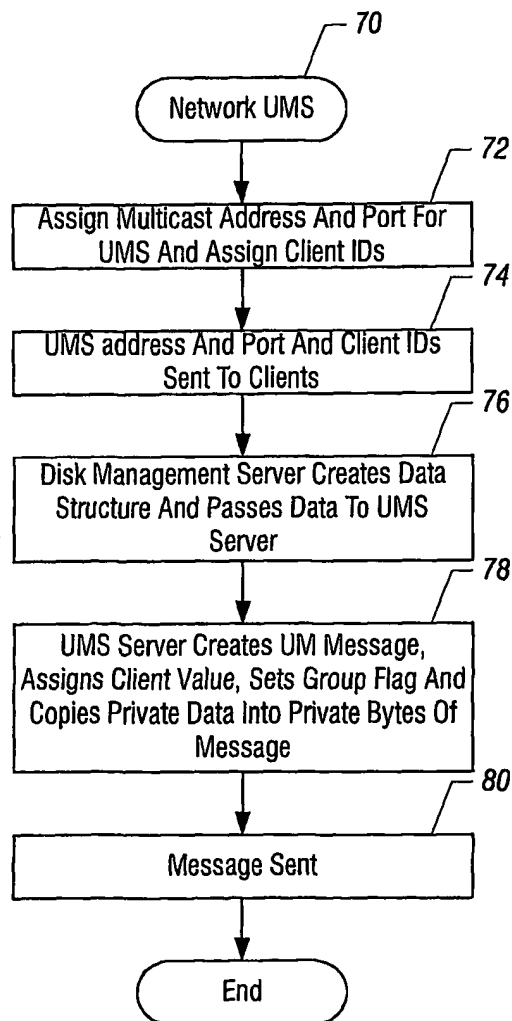 70
Network UMS
72
Assign Multicast Address And Port For
UMS And Assign Client IDs
74
UMS address And Port And Client IDs
Sent To Clients
76
Disk Management Server Creates Data
Structure And Passes Data To UMS
Server
78
UMS Server Creates UM Message,
Assigns Client Value, Sets Group Flag And
Copies Private Data Into Private Bytes Of
Message
80
Message Sent
End